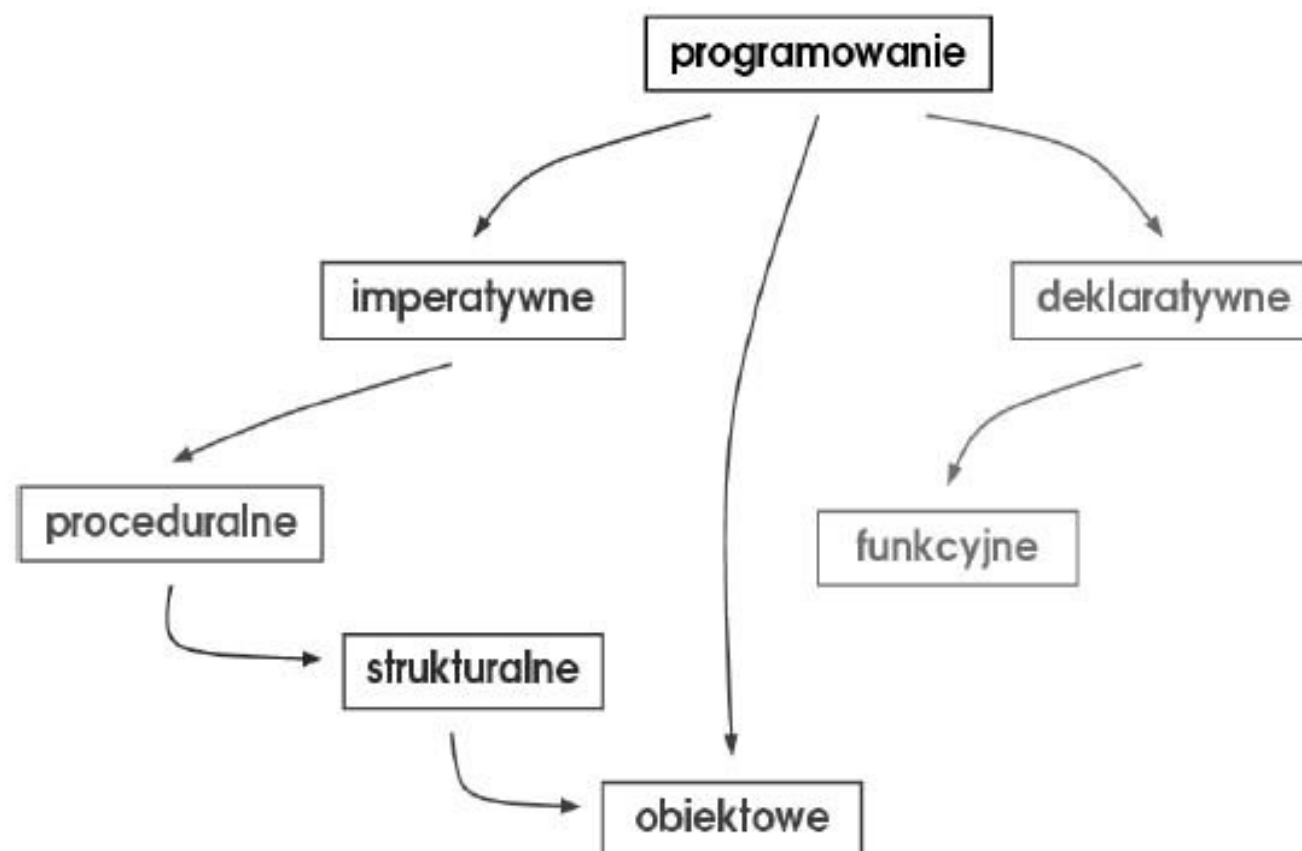 programowanie
imperatywne
deklaratywne
proceduralne
funkcyjne
strukturalne
obiektowe